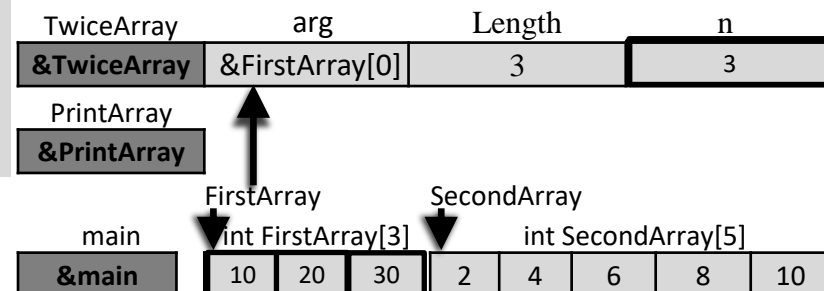 TwiceArray arg Length n
&TwiceArray &FirstArray[0] 3 3
PrintArray
&PrintArray
FirstArray SecondArray
main int FirstArray[3] int SecondArray[5]
&main 10 20 30 2 4 6 8 10